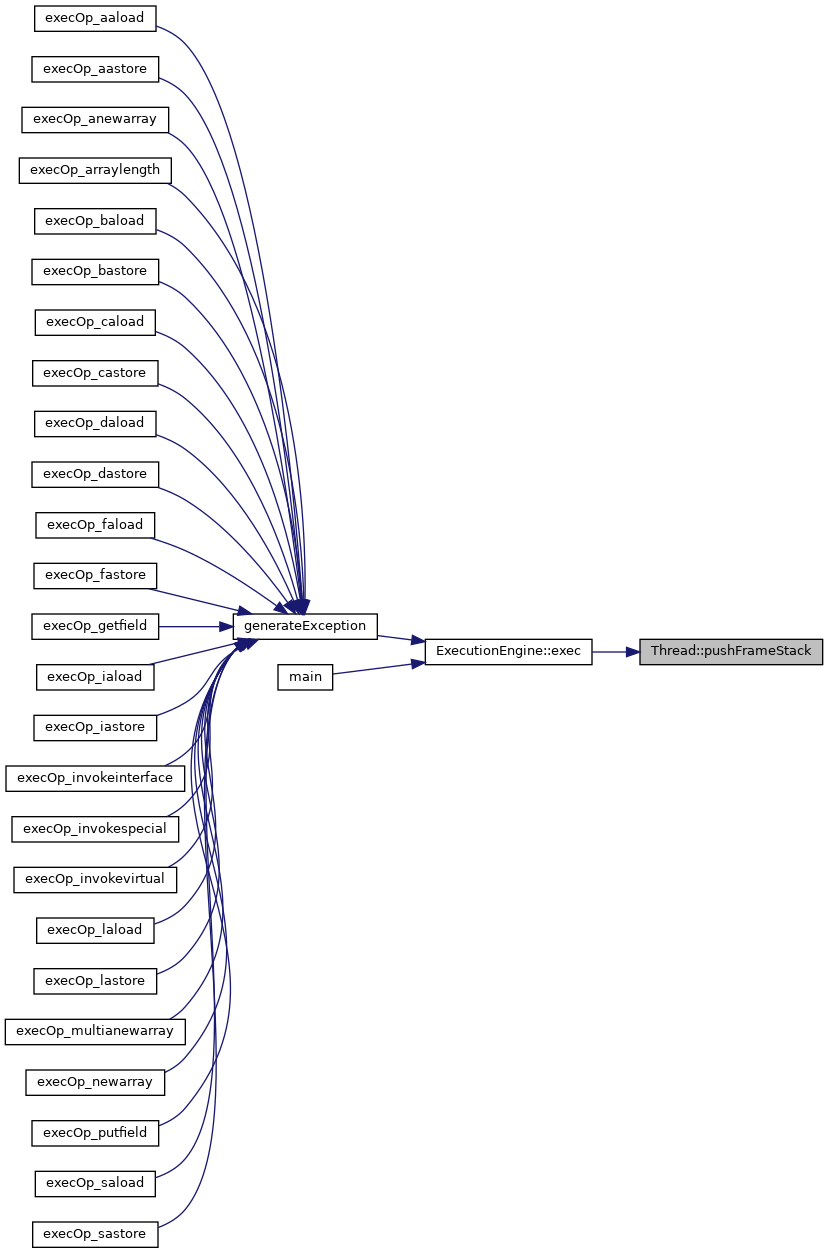 execOp_aaload
execOp_aastore
execOp_anewarray
execOp_arraylength
execOp_baload
execOp_bastore
execOp_caload
execOp_castore
execOp_daload
execOp_dastore
execOp_faload
execOp_fastore
execOp_getfield
generateException
ExecutionEngine::exec
Thread::pushFrameStack
execOp_iaload
main
execOp_iastore
execOp_invokeinterface
execOp_invokespecial
execOp_invokevirtual
execOp_laload
execOp_lastore
execOp_multianewarray
execOp_newarray
execOp_putfield
execOp_saload
execOp_sastore